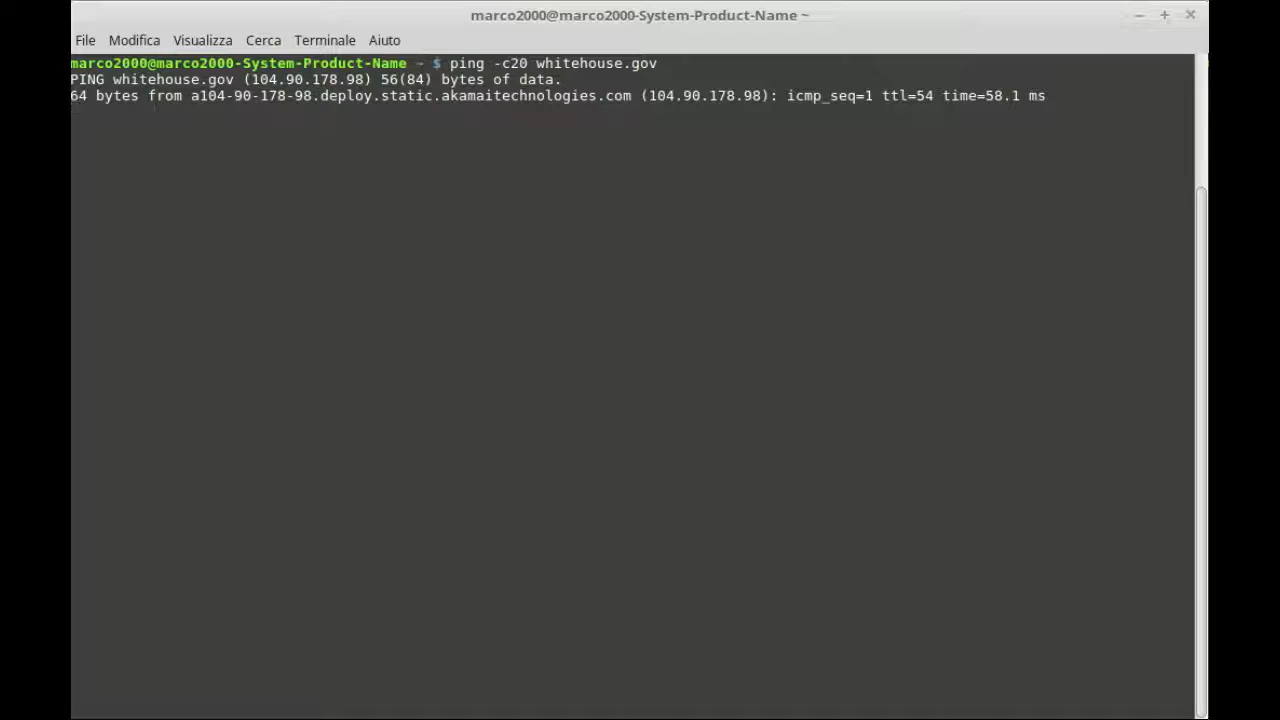 marco2000@marco2000-System-Product-Name ~
File Modifica Visualizza Cerca Terminale Aiuto
marco2000@marco2000-System-Product-Name ~ $ ping -c20 whitehouse.gov
PING whitehouse.gov (104.90.178.98) 56(84) bytes of data.
64 bytes from a104-90-178-98.deploy.static.akamaitechnologies.com (104.90.178.98): icmp_seq=1 ttl=54 time=58.1 ms